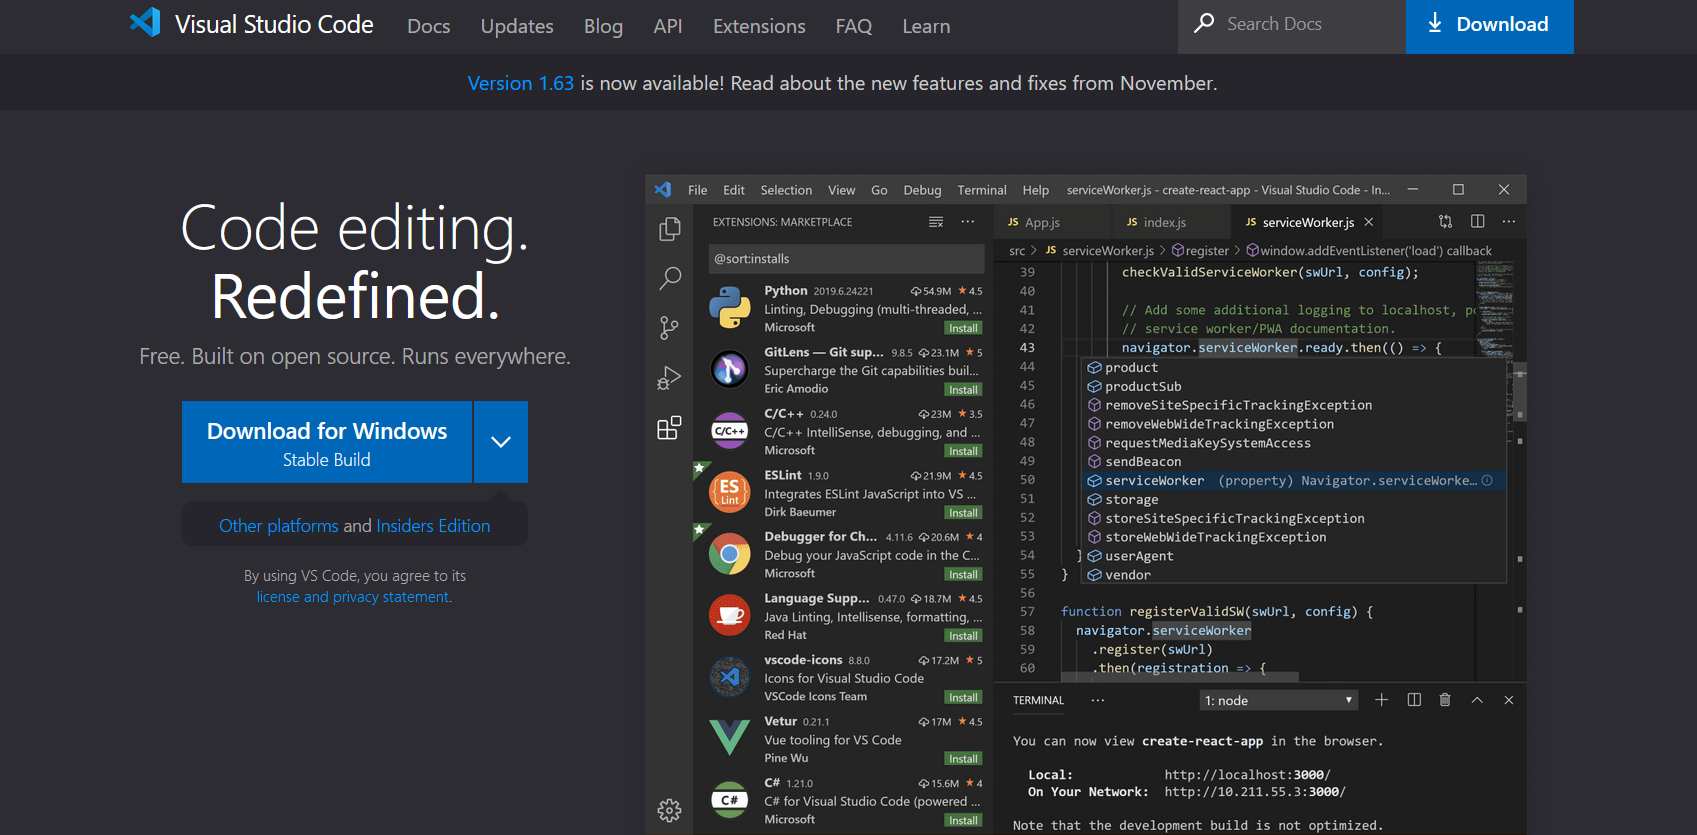 Visual Studio Code Docs Updates Blog API Extensions FAQ Learn Search Docs Download
Version 1.63 is now available! Read about the new features and fixes from November.
Code editing.
Redefined.
Free. Built on open source. Runs everywhere.
Download for Windows
Stable Build
Other platforms and Insiders Edition
By using VS Code, you agree to its
license and privacy statement.
File Edit Selection View Go Debug Terminal Help serviceWorker.js - create-react-app - Visual Studio Code - In...
EXTENSIONS: MARKETPLACE
@sort:installs
Python 2019.6.24221 54.9M ★ 4.5
Linting, Debugging (multi-threaded, ...
Microsoft Install
GitLens — Git sup... 9.8.5 23.1M ★ 5
Supercharge the Git capabilities buil...
Eric Amodio Install
C/C++ 0.24.0 23M ★ 3.5
C/C++ IntelliSense, debugging, and ...
Microsoft Install
C/C++
ESLint 1.9.0 21.9M ★ 4.5
Integrates ESLint JavaScript into VS ...
Dirk Baeumer Install
ES
Lint
Debugger for Ch... 4.11.6 20.6M ★ 4
Debug your JavaScript code in the C...
Microsoft Install
Language Supp... 0.47.0 18.7M ★ 4.5
Java Linting, Intellisense, formatting, ...
Red Hat Install
vscode-icons 8.8.0 17.2M ★ 5
Icons for Visual Studio Code
VSCode Icons Team Install
Vetur 0.21.1 17M ★ 4.5
Vue tooling for VS Code
Pine Wu Install
C# 1.21.0 15.6M ★ 4
C# for Visual Studio Code (powered ...
Microsoft Install
C#
JS App.js JS index.js JS serviceWorker.js
src > JS serviceWorker.js > register > window.addEventListener('load') callback
39 checkValidServiceWorker(swUrl, config);
40
41 // Add some additional logging to localhost, po
42 // service worker/PWA documentation.
43 navigator.serviceWorker.ready.then(() => {
44 product
45 productSub
46 removeSiteSpecificTrackingException
47 removeWebWideTrackingException
48 requestMediaKeySystemAccess
49 sendBeacon
50 serviceWorker (property) Navigator.serviceWorke...
51 storage
52 storeSiteSpecificTrackingException
53 storeWebWideTrackingException
54 } userAgent
55 } vendor
56
57 function registerValidSW(swUrl, config) {
58 navigator.serviceWorker
59 .register(swUrl)
60 .then(registration => {
TERMINAL ... 1: node
You can now view create-react-app in the browser.
Local: http://localhost:3000/
On Your Network: http://10.211.55.3:3000/
Note that the development build is not optimized.